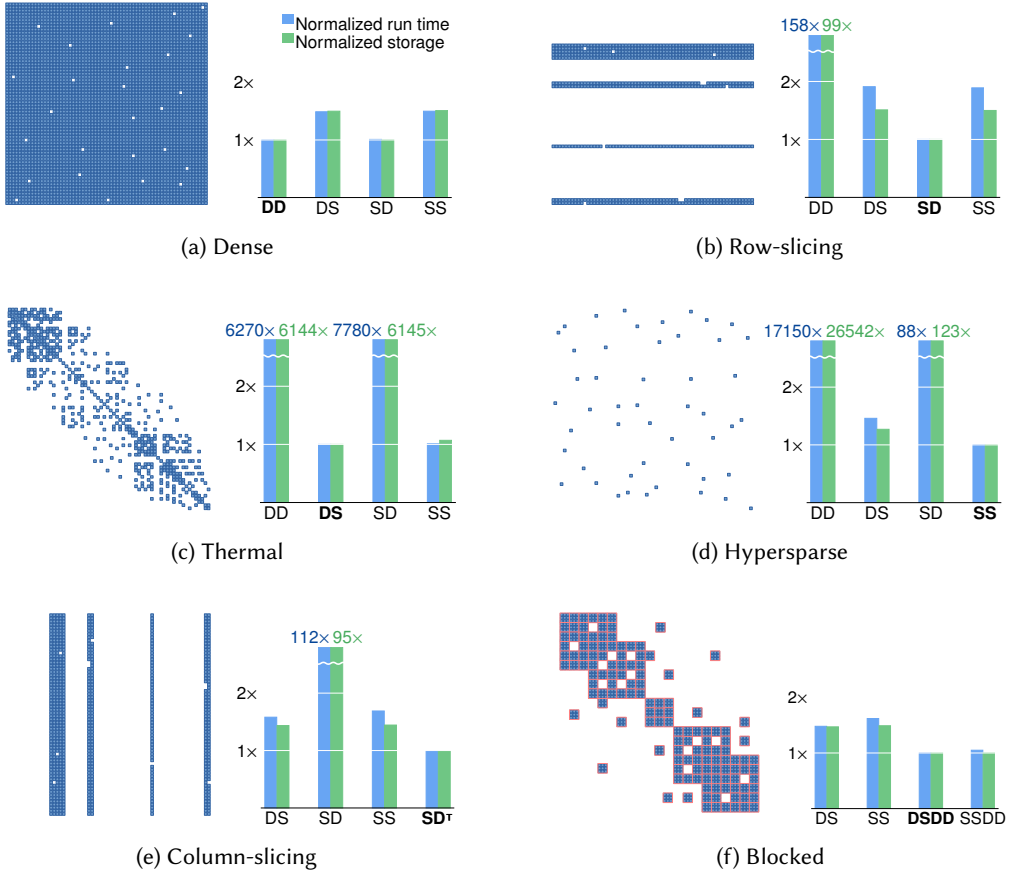 Normalized run time
Normalized storage
2×
1×
DD DS SD SS
(a) Dense
158× 99×
2×
1×
DD DS SD SS
(b) Row-slicing
6270× 6144× 7780× 6145×
2×
1×
DD DS SD SS
(c) Thermal
17150× 26542× 88× 123×
2×
1×
DD DS SD SS
(d) Hypersparse
112× 95×
2×
1×
DS SD SS SDᵀ
(e) Column-slicing
2×
1×
DS SS DSDD SSDD
(f) Blocked